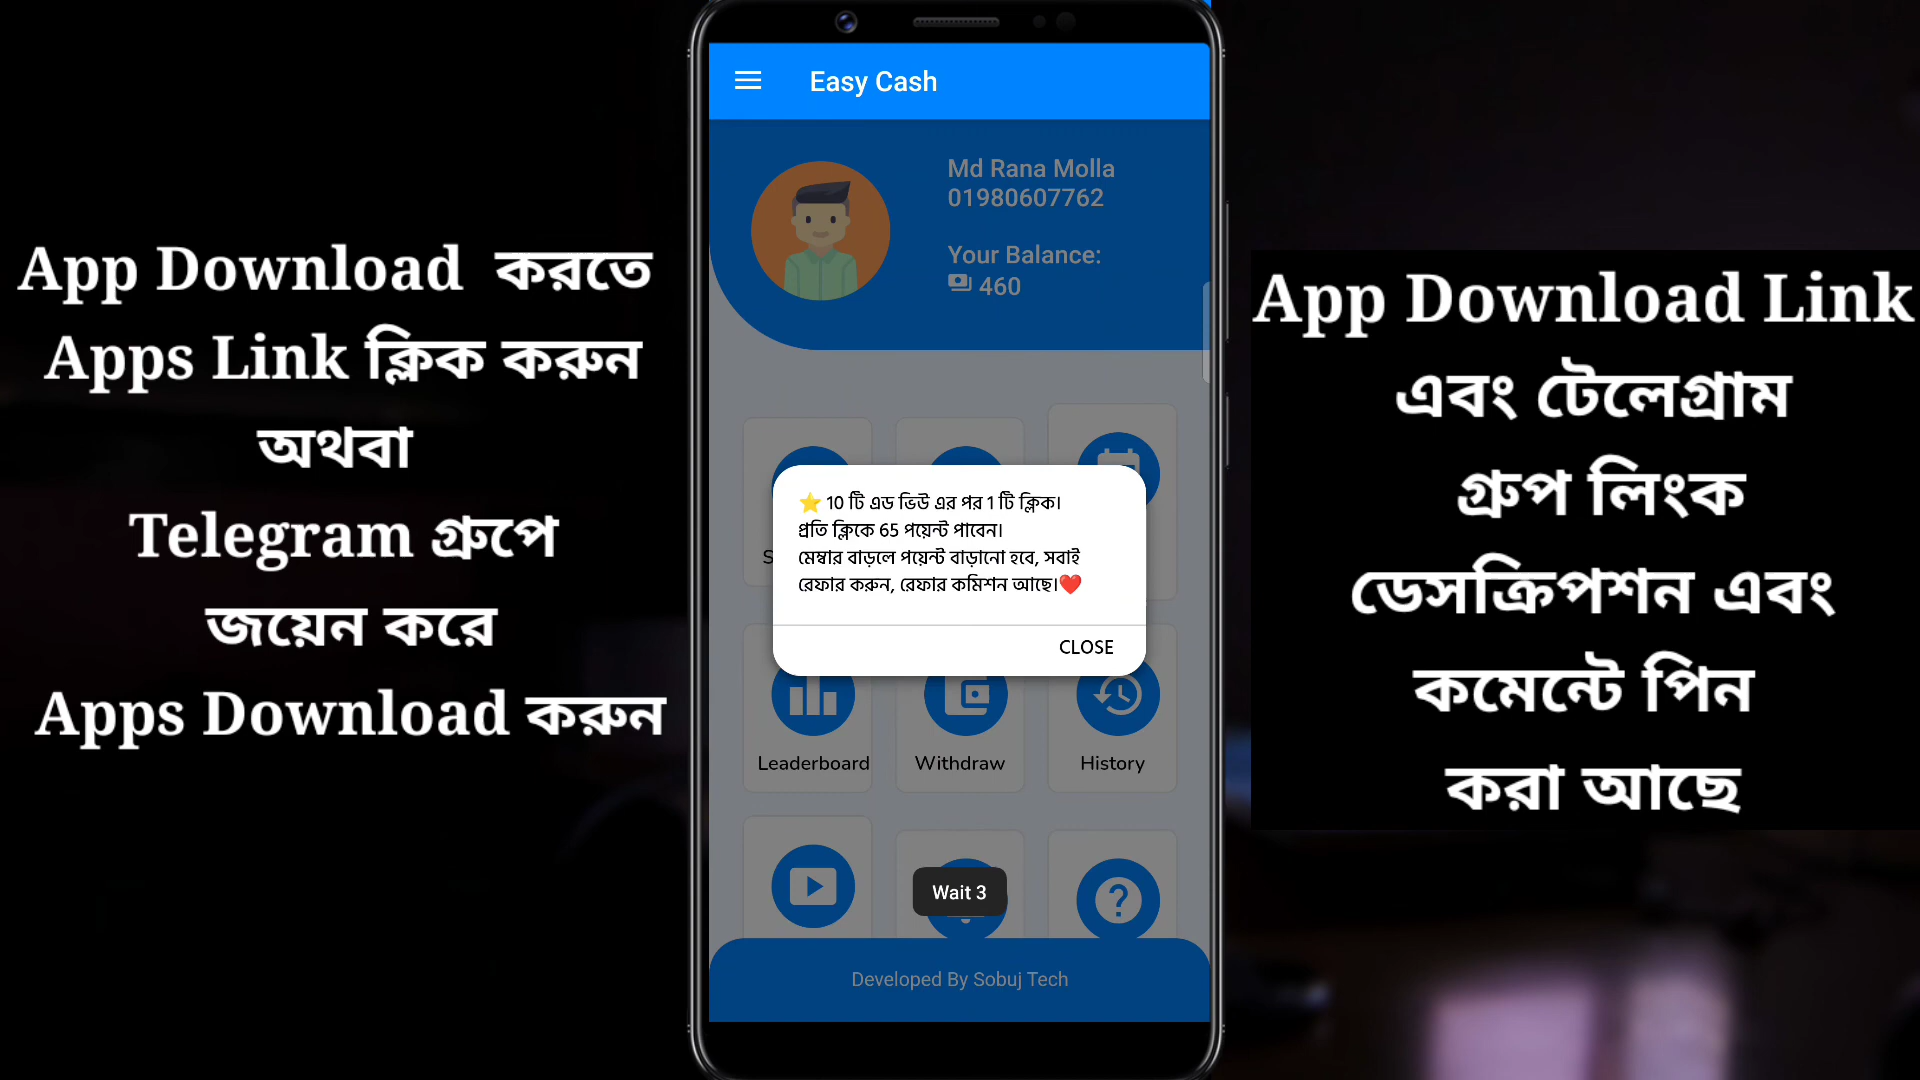 App Download করতে
Apps Link ক্লিক করুন
অথবা
Telegram গ্রুপে
জয়েন করে
Apps Download করুন
Easy Cash
Md Rana Molla
01980607762
Your Balance:
460
⭐ 10 টি এড ভিউ এর পর 1 টি ক্লিক।
প্রতি ক্লিকে 65 পয়েন্ট পাবেন।
মেম্বার বাড়লে পয়েন্ট বাড়ানো হবে, সবাই
রেফার করুন, রেফার কমিশন আছে।❤️
CLOSE
Leaderboard
Withdraw
History
Wait 3
Developed By Sobuj Tech
App Download Link
এবং টেলেগ্রাম
গ্রুপ লিংক
ডেসক্রিপশন এবং
কমেন্টে পিন
করা আছে